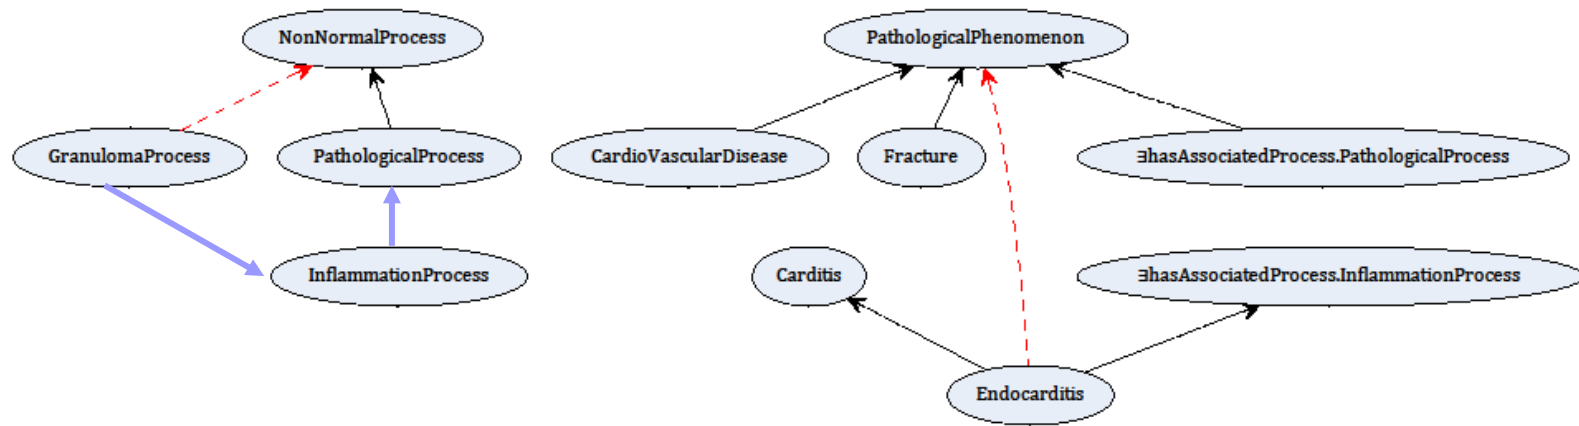 NonNormalProcess
PathologicalPhenomenon
GranulomaProcess
PathologicalProcess
CardioVascularDisease
Fracture
∃hasAssociatedProcess.PathologicalProcess
InflammationProcess
Carditis
∃hasAssociatedProcess.InflammationProcess
Endocarditis